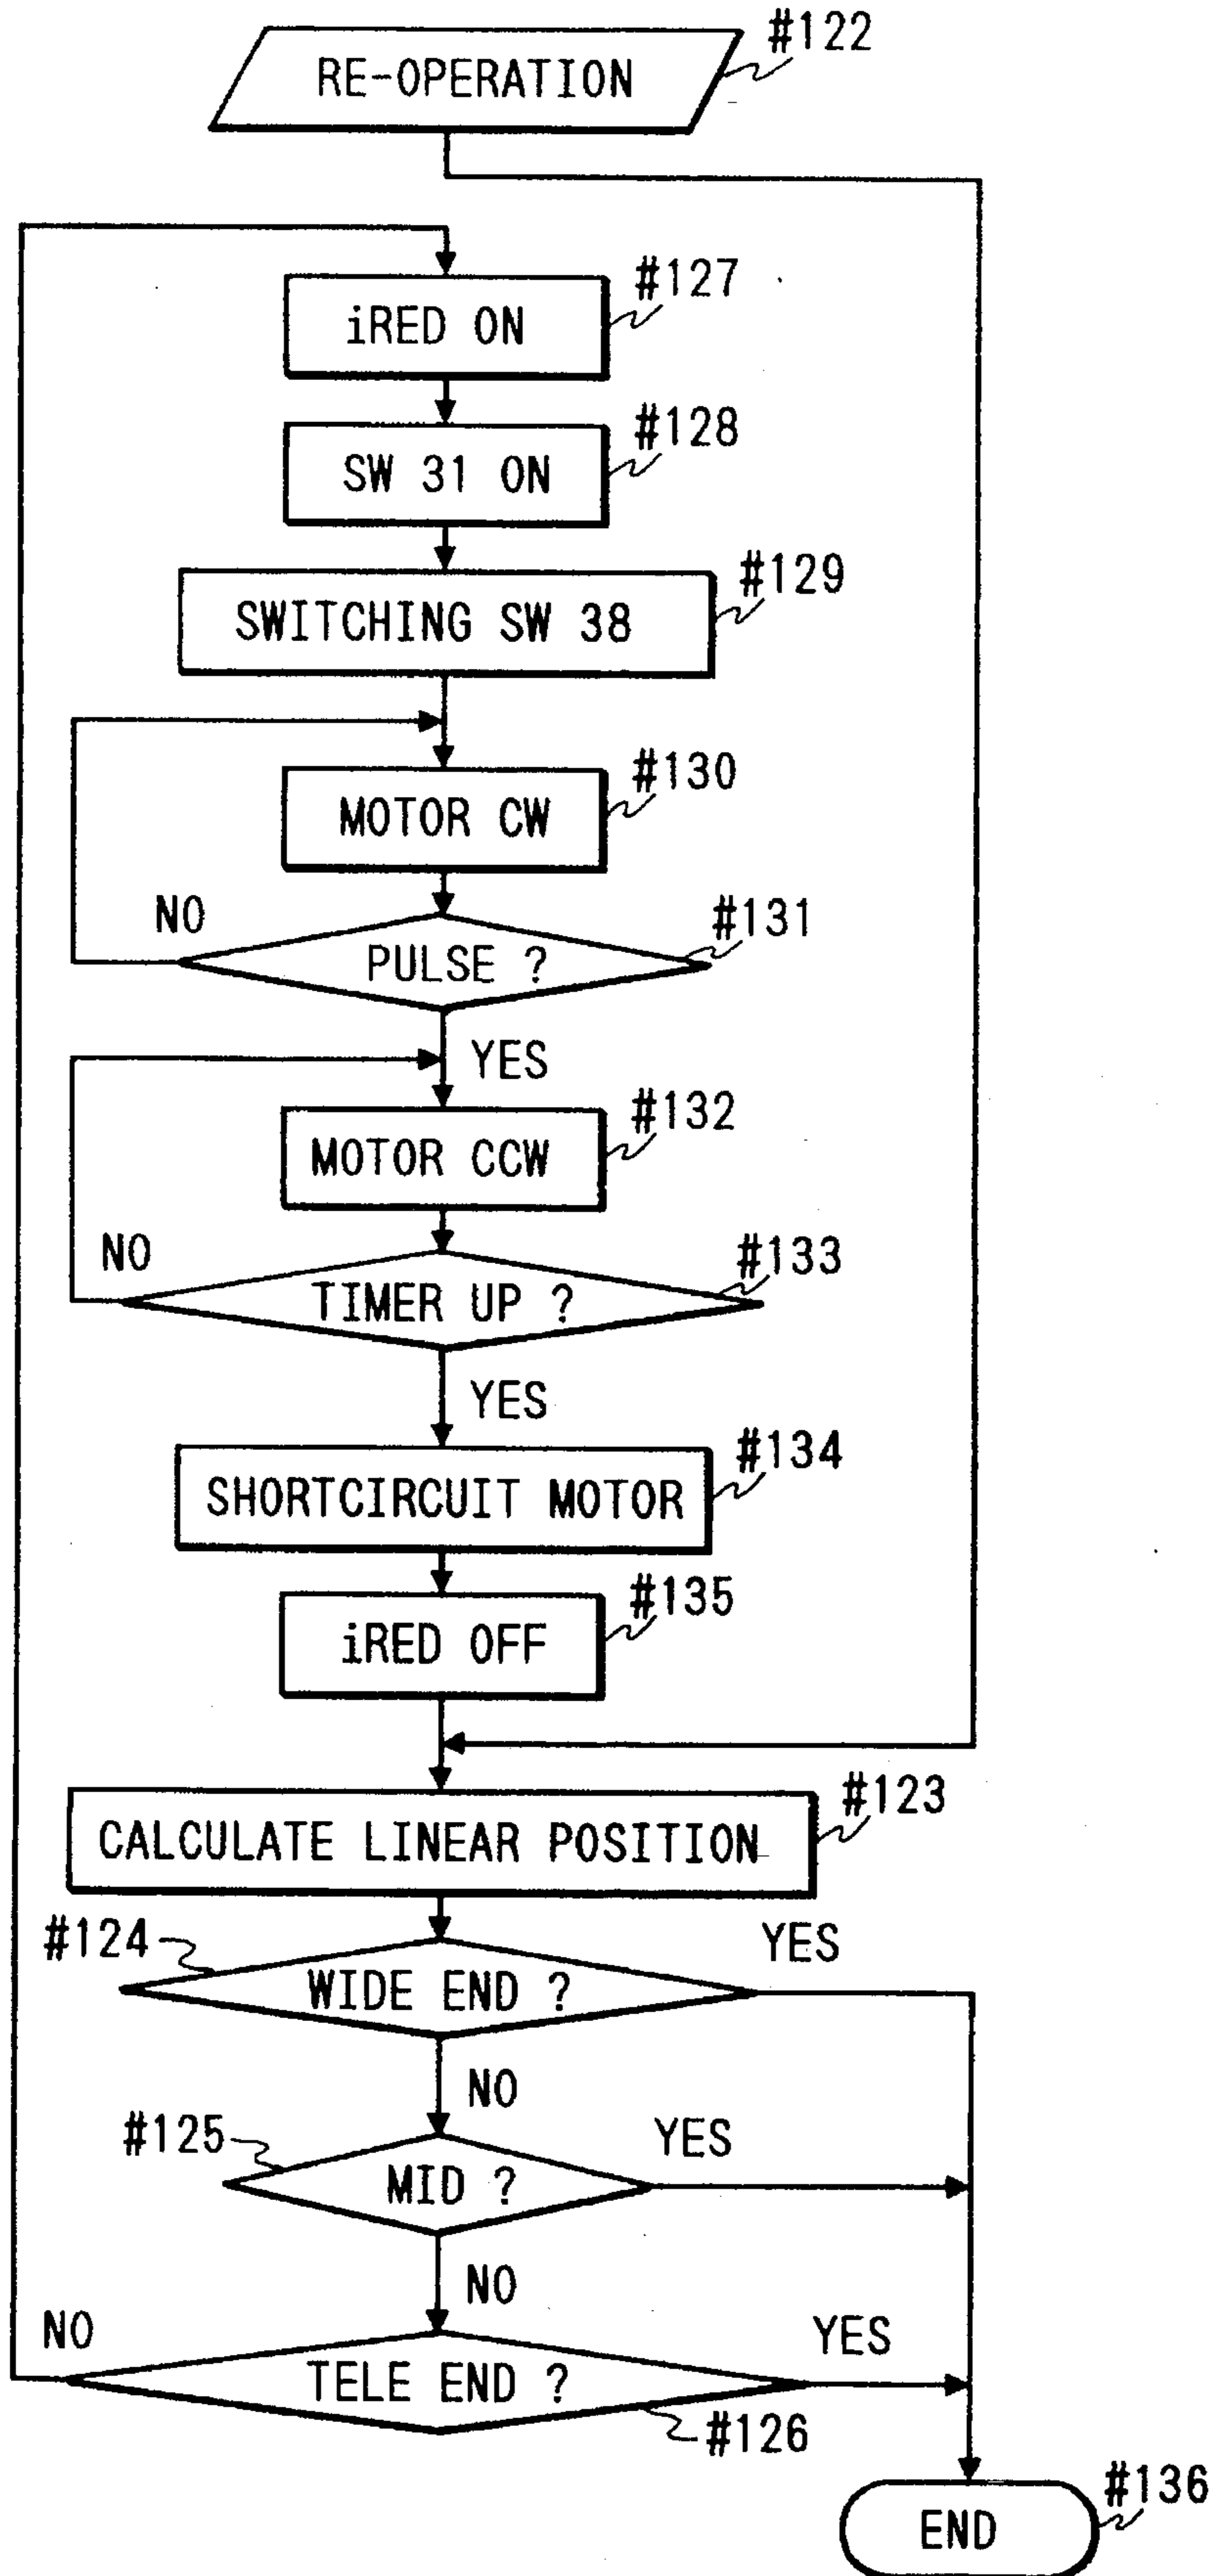 #122
RE-OPERATION
#127
iRED ON
#128
SW 31 ON
#129
SWITCHING SW 38
#130
MOTOR CW
#131
NO
PULSE ?
YES
#132
MOTOR CCW
#133
NO
TIMER UP ?
YES
#134
SHORTCIRCUIT MOTOR
#135
iRED OFF
#123
CALCULATE LINEAR POSITION
#124
YES
WIDE END ?
NO
#125
YES
MID ?
NO
NO
YES
TELE END ?
#126
#136
END